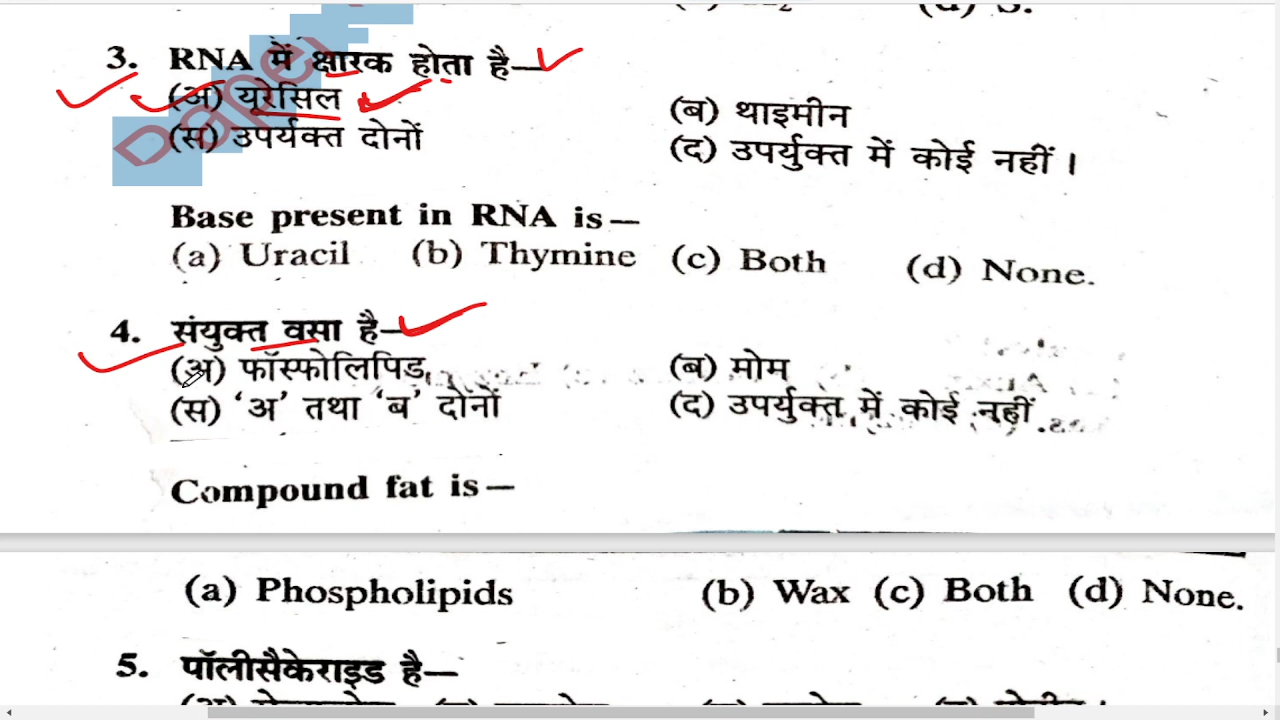 3. RNA में क्षारक होता है—
(अ) यूरेसिल (ब) थाइमीन
(स) उपर्यक्त दोनों (द) उपर्युक्त में कोई नहीं ।
Base present in RNA is—
(a) Uracil (b) Thymine (c) Both (d) None.
4. संयुक्त वसा है—
(अ) फॉस्फोलिपिड (ब) मोम
(स) 'अ' तथा 'ब' दोनों (द) उपर्युक्त में कोई नहीं
Compound fat is—
(a) Phospholipids (b) Wax (c) Both (d) None.
5. पॉलीसैकेराइड है—